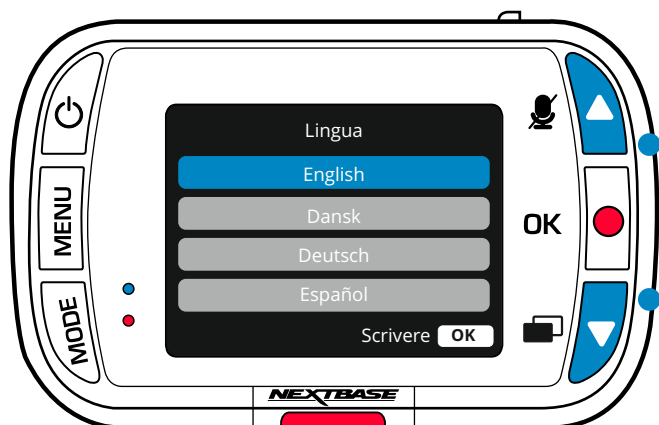 Lingua
English
MENU
Dansk
OK
Deutsch
Español
MODE
Scrivere OK
NEXTBASE